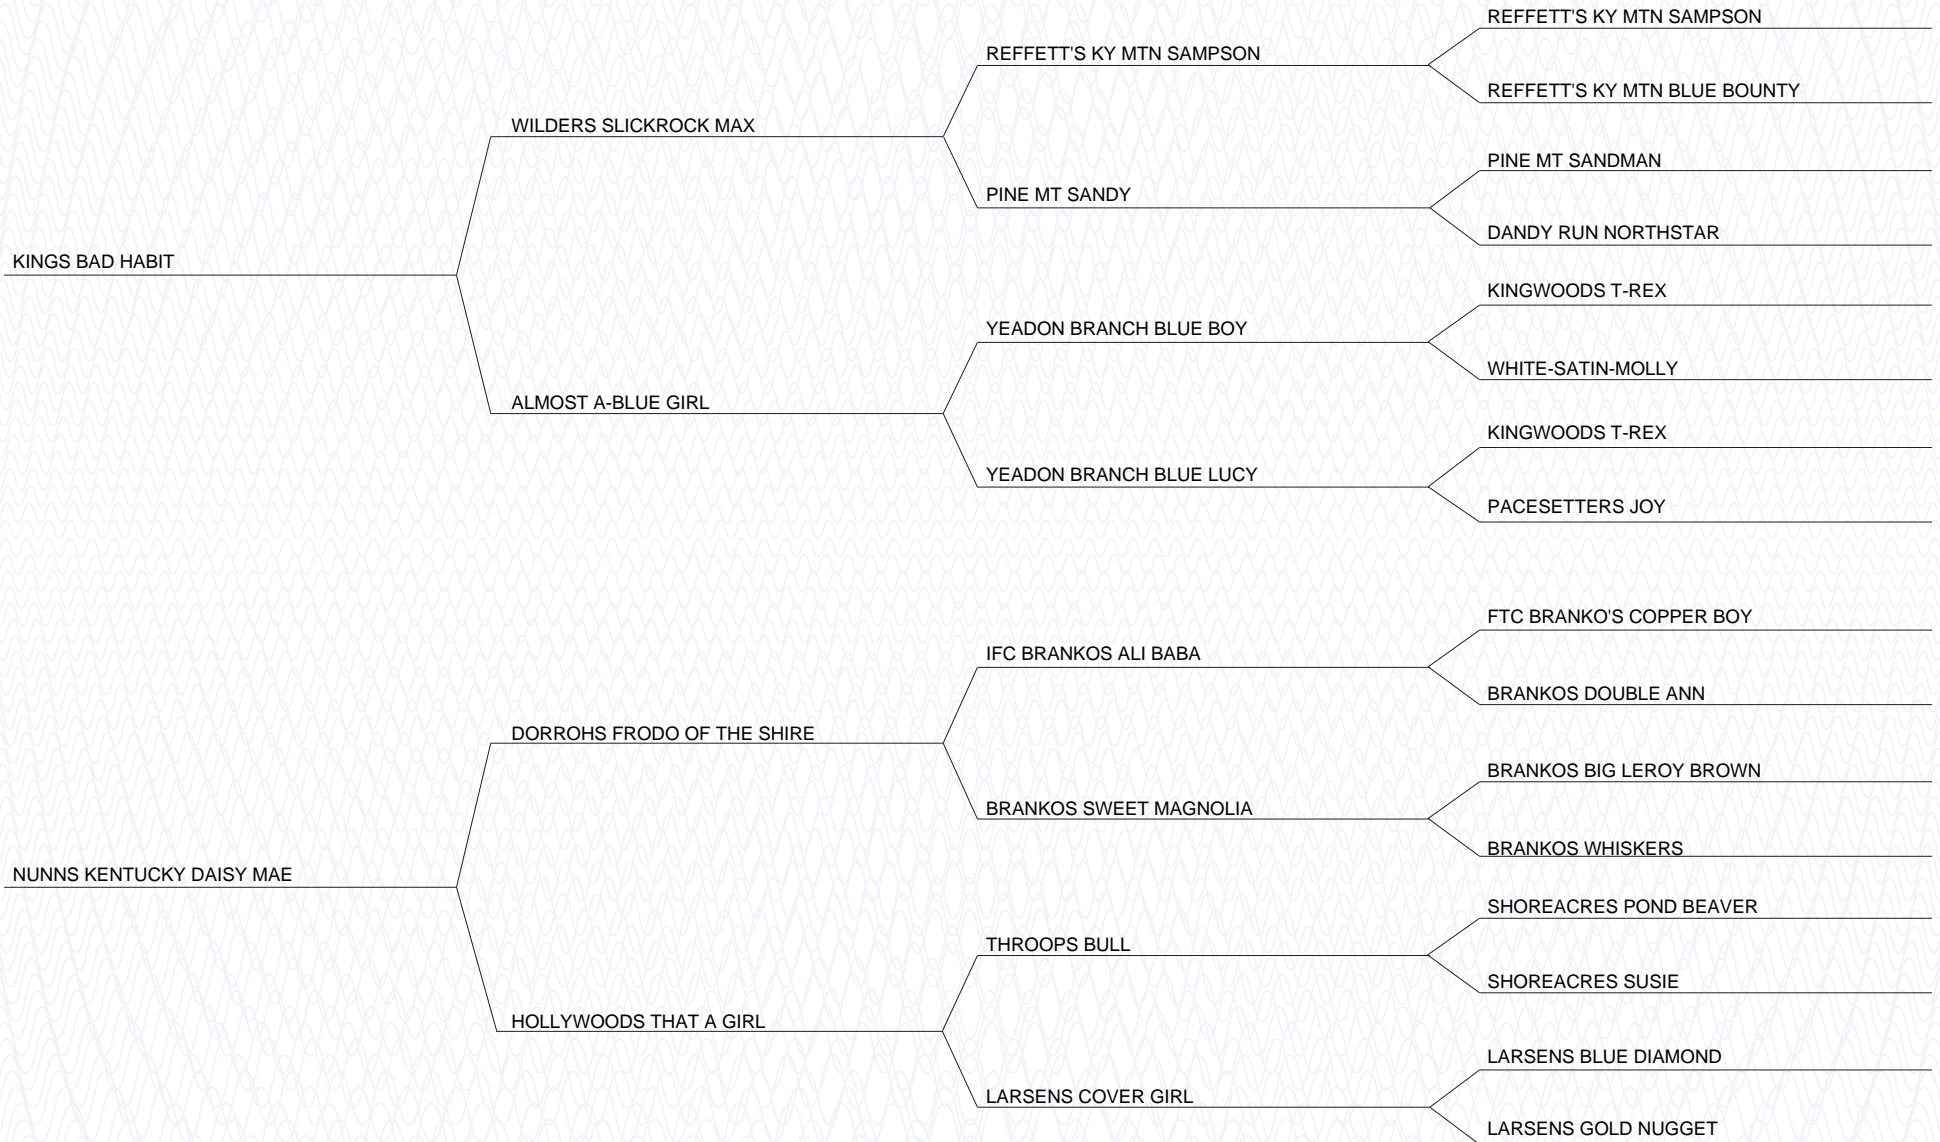 REFFETT'S KY MTN SAMPSON
REFFETT'S KY MTN SAMPSON
REFFETT'S KY MTN BLUE BOUNTY
WILDERS SLICKROCK MAX
PINE MT SANDMAN
PINE MT SANDY
DANDY RUN NORTHSTAR
KINGS BAD HABIT
KINGWOODS T-REX
YEADON BRANCH BLUE BOY
WHITE-SATIN-MOLLY
ALMOST A-BLUE GIRL
KINGWOODS T-REX
YEADON BRANCH BLUE LUCY
PACESETTERS JOY
FTC BRANKO'S COPPER BOY
IFC BRANKOS ALI BABA
BRANKOS DOUBLE ANN
DORROHS FRODO OF THE SHIRE
BRANKOS BIG LEROY BROWN
BRANKOS SWEET MAGNOLIA
BRANKOS WHISKERS
NUNNS KENTUCKY DAISY MAE
SHOREACRES POND BEAVER
THROOPS BULL
SHOREACRES SUSIE
HOLLYWOODS THAT A GIRL
LARSENS BLUE DIAMOND
LARSENS COVER GIRL
LARSENS GOLD NUGGET